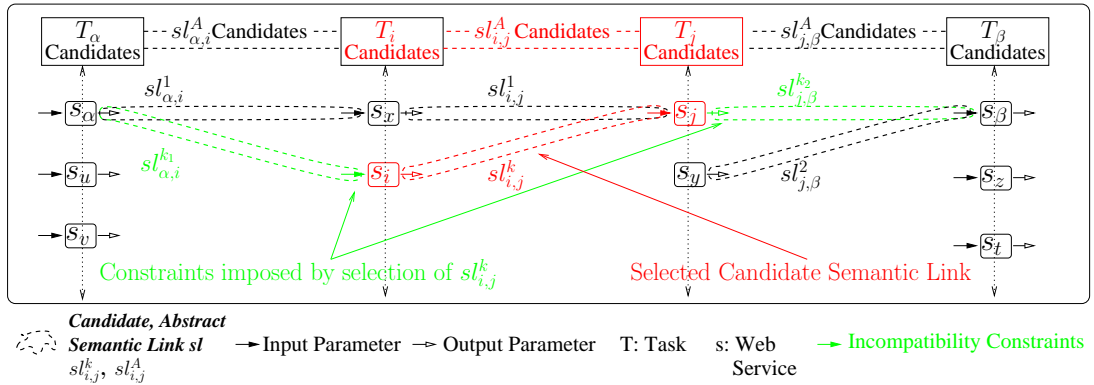 T_α Candidates
sl^A_{α,i} Candidates
T_i Candidates
sl^A_{i,j} Candidates
T_j Candidates
sl^A_{j,β} Candidates
T_β Candidates
sl^1_{α,i}
sl^1_{i,j}
sl^{k_2}_{j,β}
s_α
s_x
s_j
s_β
sl^{k_1}_{α,i}
sl^k_{i,j}
sl^2_{j,β}
s_u
s_i
s_y
s_z
s_v
s_t
Constraints imposed by selection of sl^k_{i,j}
Selected Candidate Semantic Link
Candidate, Abstract
Semantic Link sl
sl^k_{i,j}, sl^A_{i,j}
Input Parameter
Output Parameter
T: Task
s: Web
Service
Incompatibility Constraints